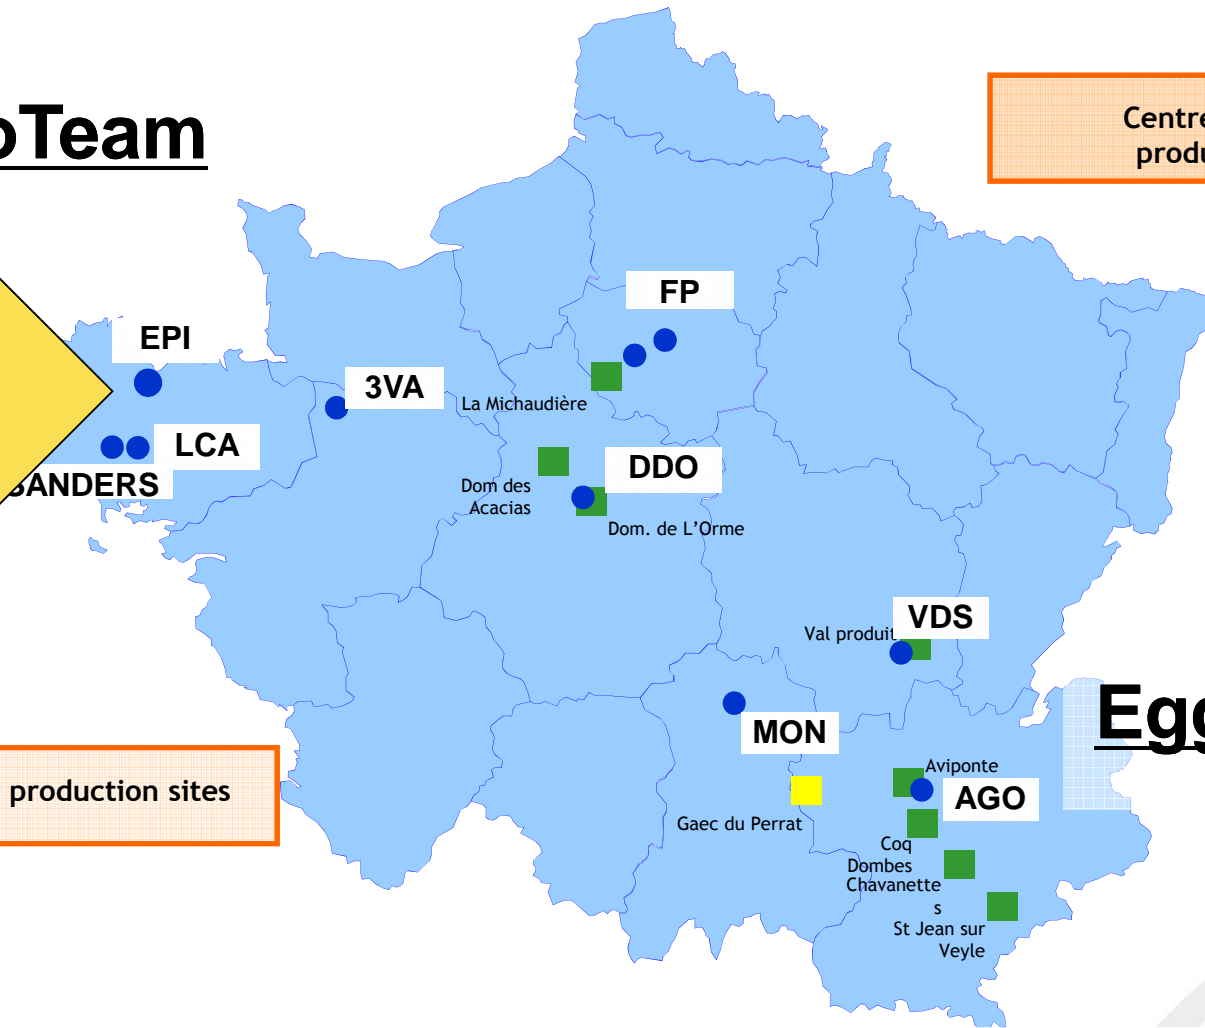 oTeam
Centre
produ
FP
EPI
3VA
La Michaudière
LCA
SANDERS
DDO
Dom des
Acacias
Dom. de L’Orme
VDS
Val produit
Egg
MON
Aviponte
AGO
production sites
Gaec du Perrat
Coq
Dombes
Chavanette
s
St Jean sur
Veyle